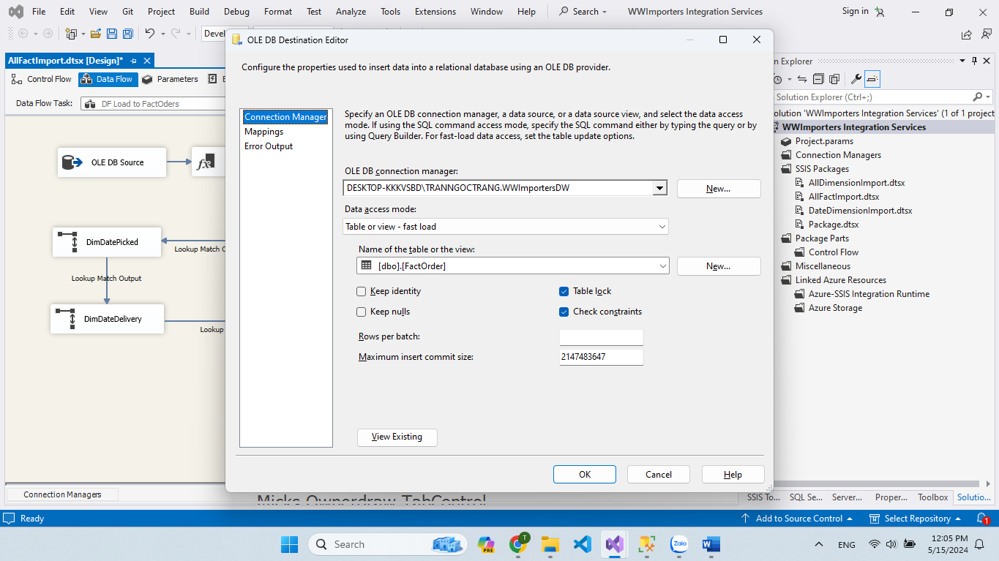 File Edit View Git Project Build Debug Format Test Analyze Tools Extensions Window Help Search WWImporters Integration Services Sign in
Devel
AllFactImport.dtsx [Design]*
Control Flow Data Flow Parameters E
Data Flow Task: DF Load to FactOders
OLE DB Source
fx
DimDatePicked
Lookup Match O
Lookup Match Output
DimDateDelivery
Lookup
Connection Managers
OLE DB Destination Editor
Configure the properties used to insert data into a relational database using an OLE DB provider.
Connection Manager
Mappings
Error Output
Specify an OLE DB connection manager, a data source, or a data source view, and select the data access
mode. If using the SQL command access mode, specify the SQL command either by typing the query or by
using Query Builder. For fast-load data access, set the table update options.
OLE DB connection manager:
DESKTOP-KKKVSBD\TRANNGOCTRANG.WWImportersDW
New...
Data access mode:
Table or view - fast load
Name of the table or the view:
[dbo].[FactOrder]
New...
Keep identity Table lock
Keep nulls Check constraints
Rows per batch:
Maximum insert commit size: 2147483647
View Existing
OK Cancel Help
Micks Ownerdraw TabControl
n Explorer
Solution Explorer (Ctrl+;)
olution 'WWImporters Integration Services' (1 of 1 project
WWImporters Integration Services
Project.params
Connection Managers
SSIS Packages
AllDimensionImport.dtsx
AllFactImport.dtsx
DateDimensionImport.dtsx
Package.dtsx
Package Parts
Control Flow
Miscellaneous
Linked Azure Resources
Azure-SSIS Integration Runtime
Azure Storage
SSIS To... SQL Se... Server... Proper... Toolbox Solutio...
Ready Add to Source Control Select Repository 1
Search PRE T Zalo ENG 12:05 PM
5/15/2024